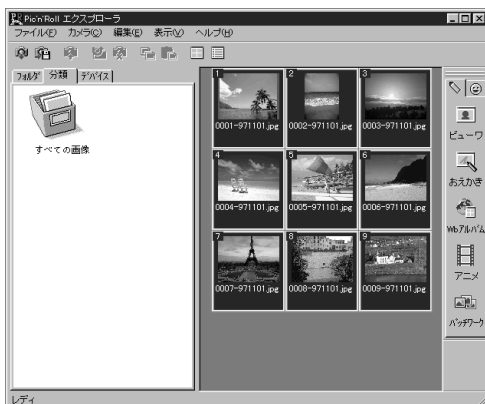 Pic'n'Roll エクスプローラ
ファイル(F) カメラ(C) 編集(E) 表示(V) ヘルプ(H)
フォルダ 分類 デバイス
すべての画像
1 2 3
0001-971101.jpg 0002-971101.jpg 0003-971101.jpg
4 5 6
0004-971101.jpg 0005-971101.jpg 0006-971101.jpg
7 8 9
0007-971101.jpg 0008-971101.jpg 0009-971101.jpg
ビューワ
おえかき
Wbアルバム
アニメ
パッチワーク
レディ